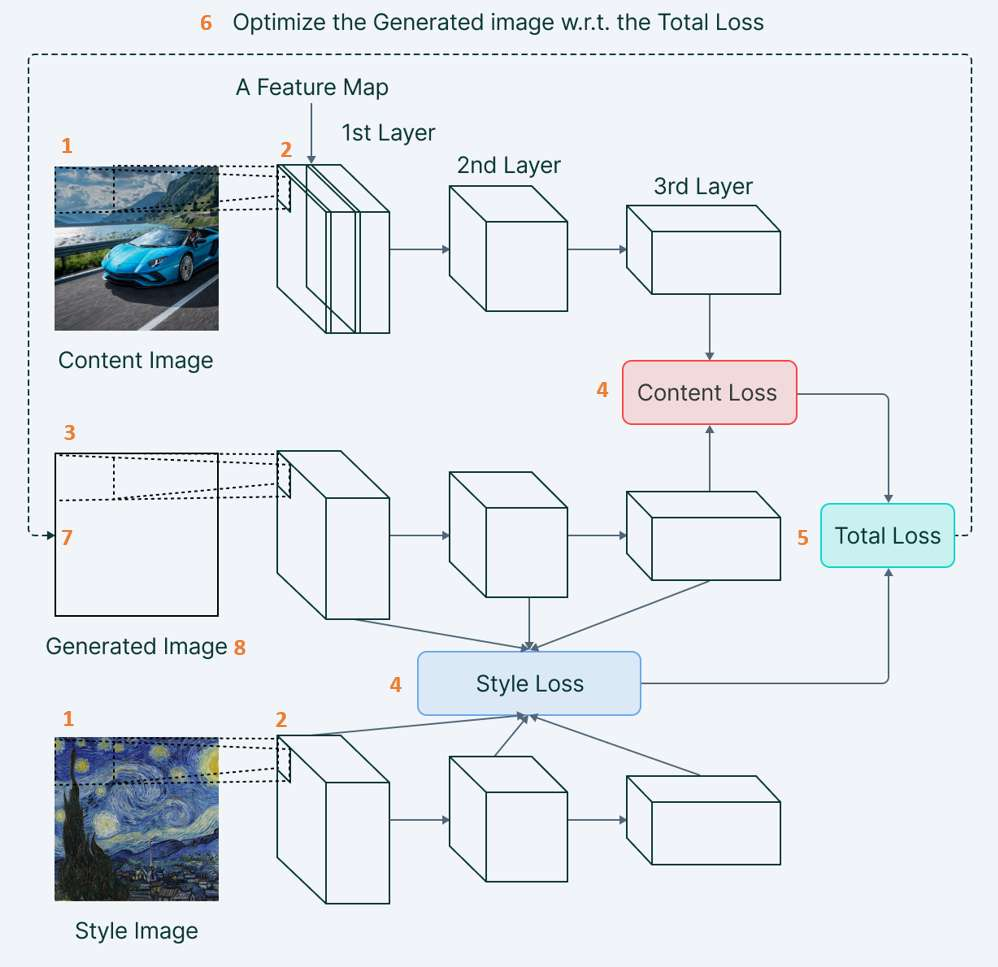 6 Optimize the Generated image w.r.t. the Total Loss
A Feature Map
1st Layer
1
2
2nd Layer
3rd Layer
Content Image
4 Content Loss
3
7
5 Total Loss
Generated Image 8
4 Style Loss
1
2
Style Image